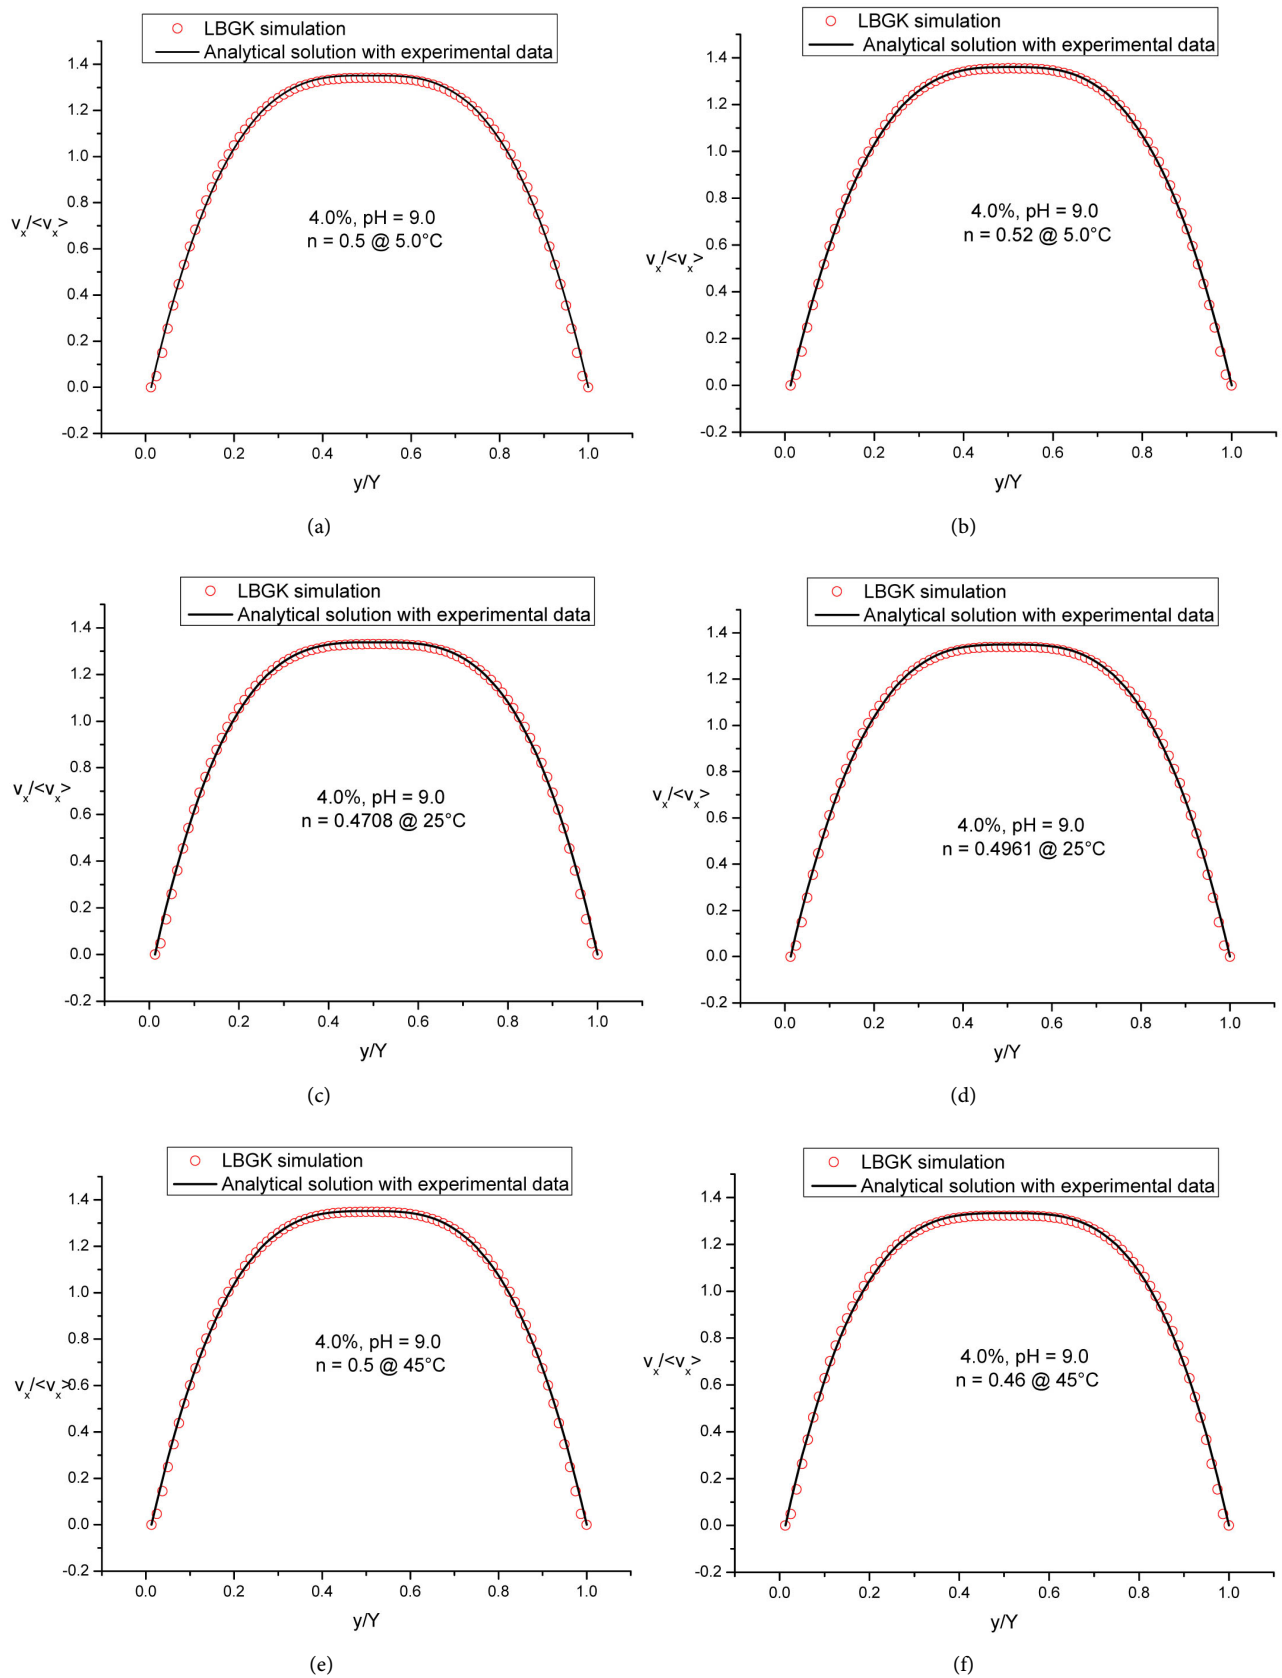 LBGK simulation
Analytical solution with experimental data
1.4
1.2
1.0
0.8
0.6
0.4
0.2
0.0
-0.2
v_x/<v_x>
4.0%, pH = 9.0
n = 0.5 @ 5.0°C
0.0 0.2 0.4 0.6 0.8 1.0
y/Y
(a)
LBGK simulation
Analytical solution with experimental data
1.4
1.2
1.0
0.8
0.6
0.4
0.2
0.0
-0.2
v_x/<v_x>
4.0%, pH = 9.0
n = 0.52 @ 5.0°C
0.0 0.2 0.4 0.6 0.8 1.0
y/Y
(b)
LBGK simulation
Analytical solution with experimental data
1.4
1.2
1.0
0.8
0.6
0.4
0.2
0.0
-0.2
v_x/<v_x>
4.0%, pH = 9.0
n = 0.4708 @ 25°C
0.0 0.2 0.4 0.6 0.8 1.0
y/Y
(c)
LBGK simulation
Analytical solution with experimental data
1.4
1.2
1.0
0.8
0.6
0.4
0.2
0.0
-0.2
v_x/<v_x>
4.0%, pH = 9.0
n = 0.4961 @ 25°C
0.0 0.2 0.4 0.6 0.8 1.0
y/Y
(d)
LBGK simulation
Analytical solution with experimental data
1.4
1.2
1.0
0.8
0.6
0.4
0.2
0.0
-0.2
v_x/<v_x>
4.0%, pH = 9.0
n = 0.5 @ 45°C
0.0 0.2 0.4 0.6 0.8 1.0
y/Y
(e)
LBGK simulation
Analytical solution with experimental data
1.4
1.2
1.0
0.8
0.6
0.4
0.2
0.0
-0.2
v_x/<v_x>
4.0%, pH = 9.0
n = 0.46 @ 45°C
0.0 0.2 0.4 0.6 0.8 1.0
y/Y
(f)